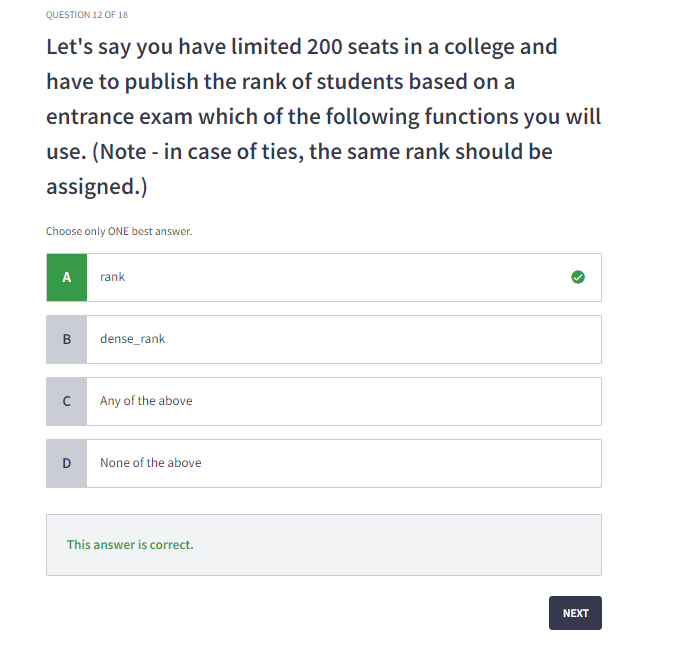 QUESTION 12 OF 18
Let's say you have limited 200 seats in a college and
have to publish the rank of students based on a
entrance exam which of the following functions you will
use. (Note - in case of ties, the same rank should be
assigned.)
Choose only ONE best answer.
A rank
B dense_rank
C Any of the above
D None of the above
This answer is correct.
NEXT